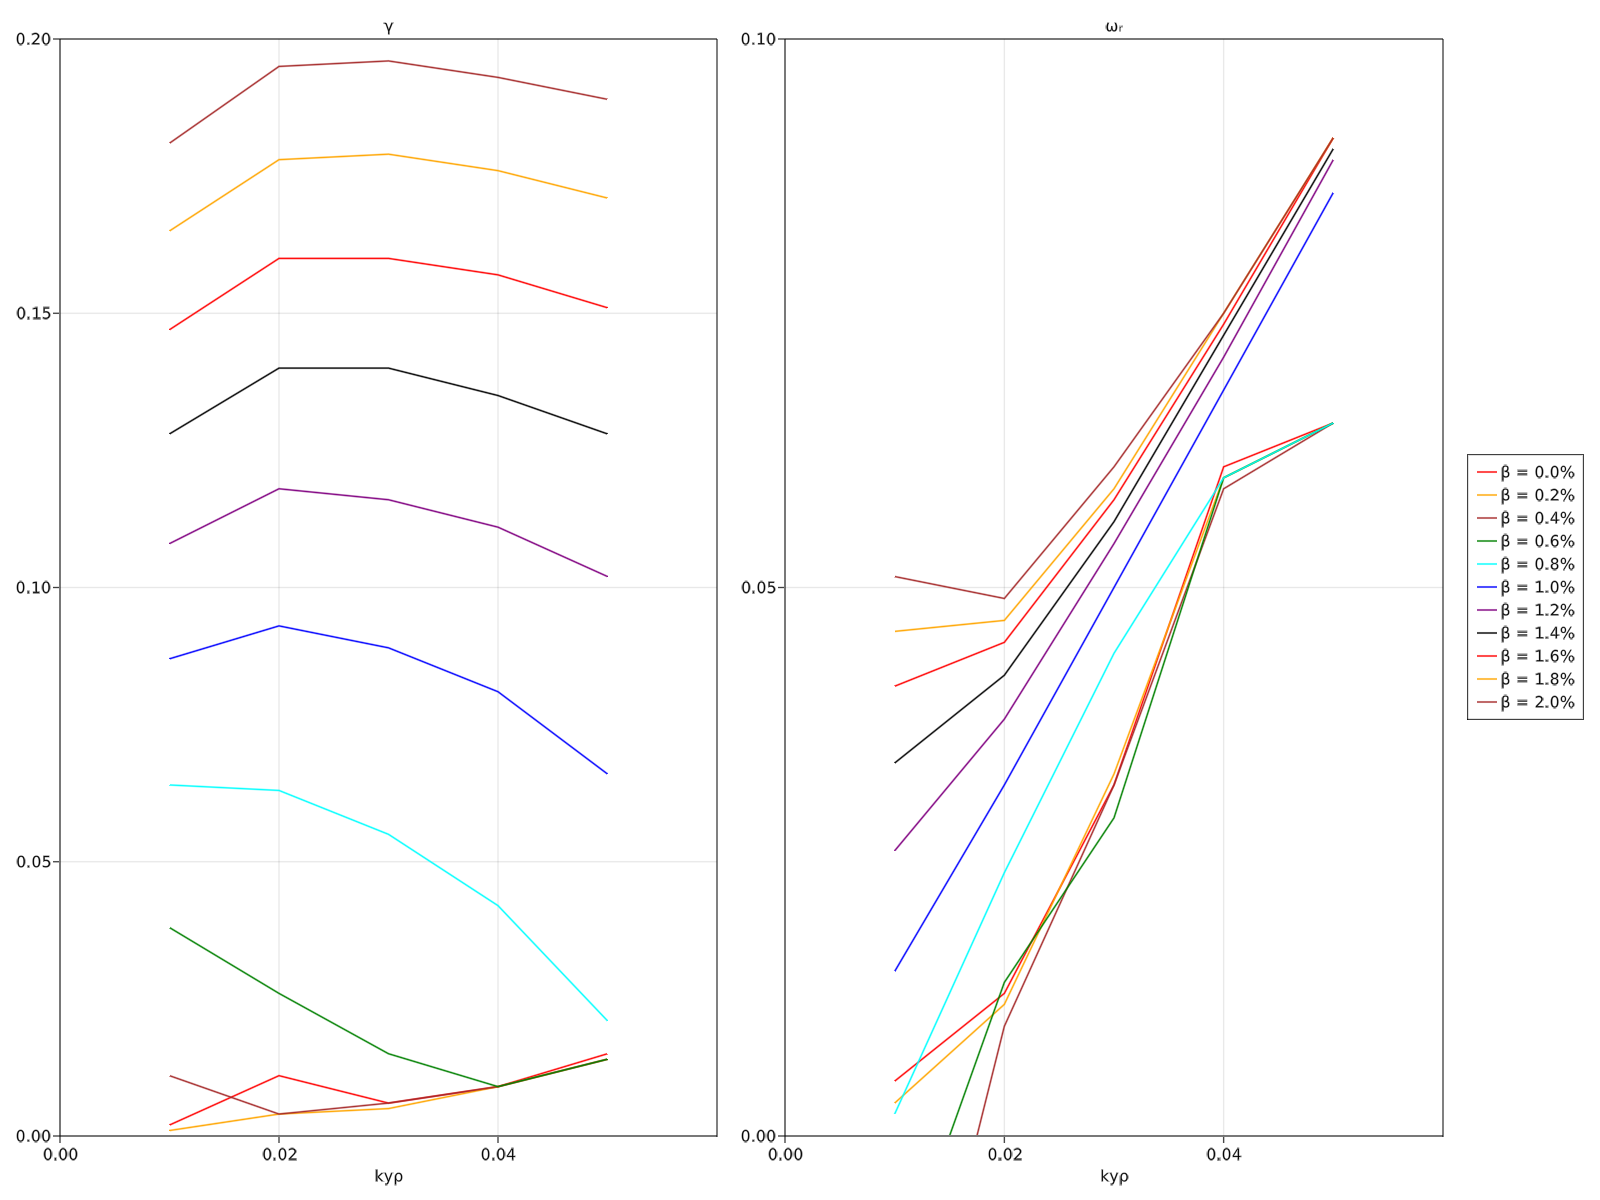 γ
0.20
0.15
0.10
0.05
0.00
0.00 0.02 0.04
kyρ
ωᵣ
0.10
0.05
0.00
0.00 0.02 0.04
kyρ
β = 0.0%
β = 0.2%
β = 0.4%
β = 0.6%
β = 0.8%
β = 1.0%
β = 1.2%
β = 1.4%
β = 1.6%
β = 1.8%
β = 2.0%